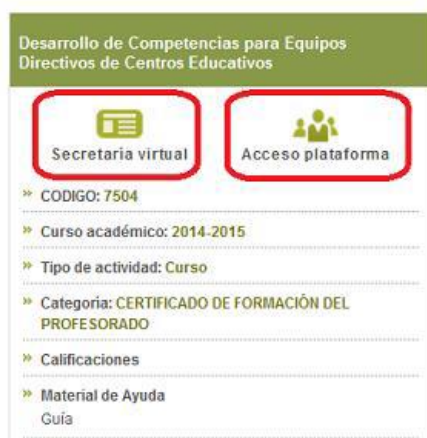 Desarrollo de Competencias para Equipos
Directivos de Centros Educativos
Secretaria virtual Acceso plataforma
» CODIGO: 7504
» Curso académico: 2014-2015
» Tipo de actividad: Curso
» Categoria: CERTIFICADO DE FORMACIÓN DEL
PROFESORADO
» Calificaciones
» Material de Ayuda
Guía